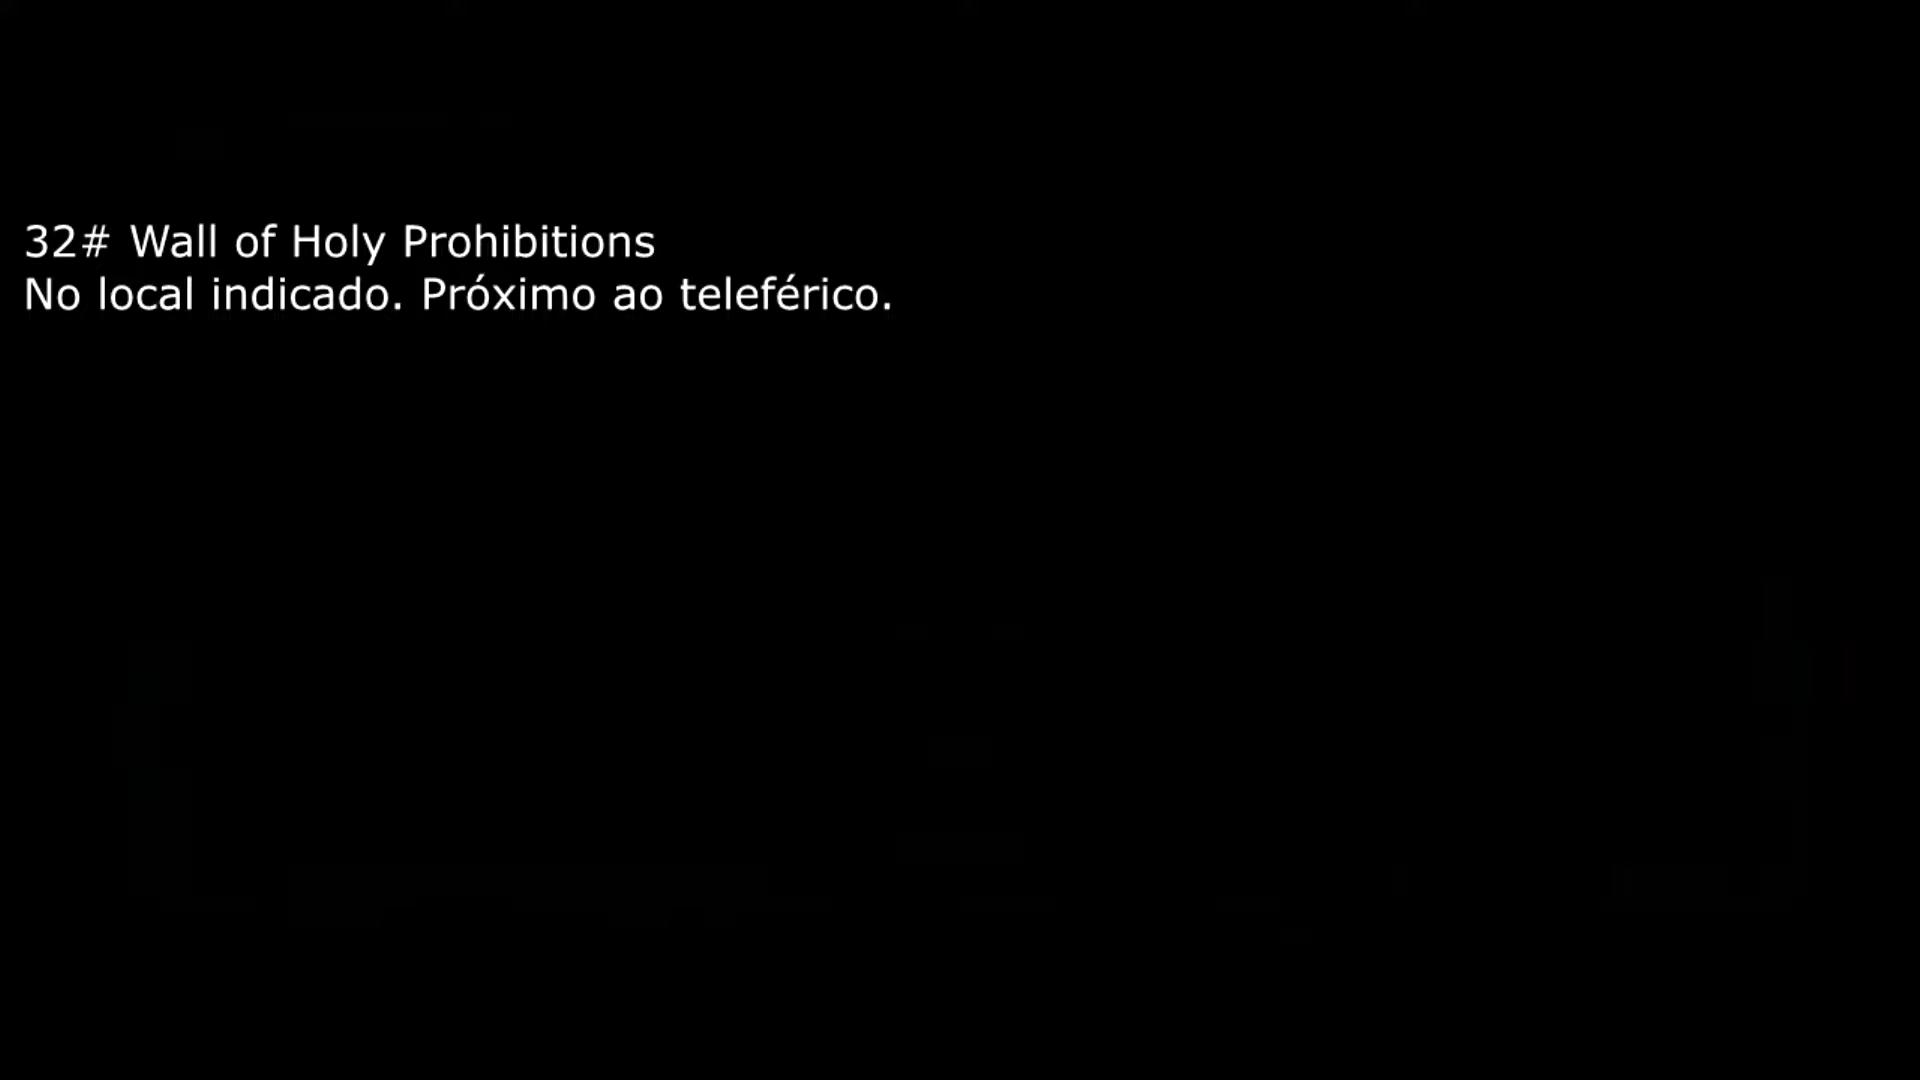 32# Wall of Holy Prohibitions
No local indicado. Próximo ao teleférico.